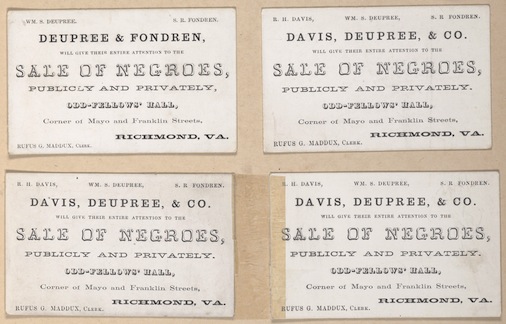 WM. S. DEUPREE. S. R. FONDREN.
DEUPREE & FONDREN,
WILL GIVE THEIR ENTIRE ATTENTION TO THE
SALE OF NEGROES,
PUBLICLY AND PRIVATELY,
ODD-FELLOWS' HALL,
Corner of Mayo and Franklin Streets,
RICHMOND, VA.
RUFUS G. MADDUX, CLERK.
R. H. DAVIS, WM. S. DEUPREE, S. R. FONDREN.
DAVIS, DEUPREE, & CO.
WILL GIVE THEIR ENTIRE ATTENTION TO THE
SALE OF NEGROES,
PUBLICLY AND PRIVATELY.
ODD-FELLOWS' HALL,
Corner of Mayo and Franklin Streets,
RICHMOND, VA.
RUFUS G. MADDUX, CLERK.
R. H. DAVIS, WM. S. DEUPREE, S. R. FONDREN.
DAVIS, DEUPREE, & CO.
WILL GIVE THEIR ENTIRE ATTENTION TO THE
SALE OF NEGROES,
PUBLICLY AND PRIVATELY.
ODD-FELLOWS' HALL,
Corner of Mayo and Franklin Streets,
RICHMOND, VA.
RUFUS G. MADDUX, CLERK.
R. H. DAVIS, WM. S. DEUPREE, S. R. FONDREN.
DAVIS, DEUPREE, & CO.
WILL GIVE THEIR ENTIRE ATTENTION TO THE
SALE OF NEGROES,
PUBLICLY AND PRIVATELY.
ODD-FELLOWS' HALL,
Corner of Mayo and Franklin Streets,
RICHMOND, VA.
RUFUS G. MADDUX, CLERK.